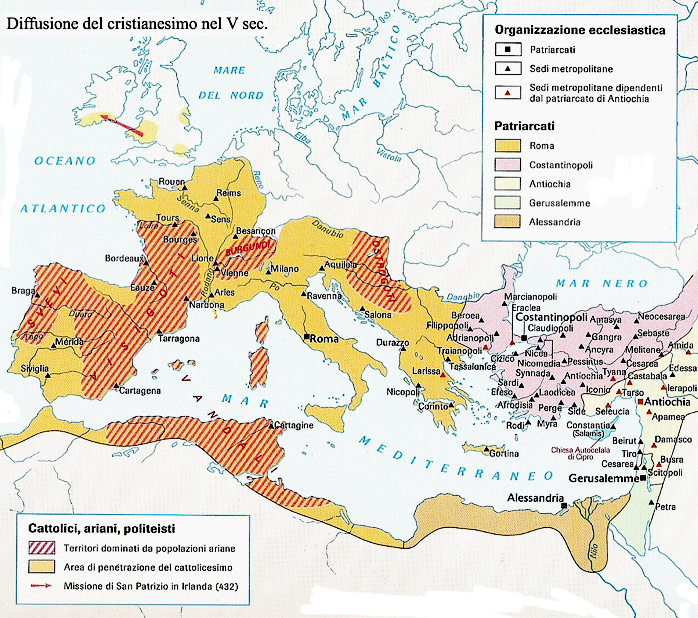 Diffusione del cristianesimo nel V sec.
Organizzazione ecclesiastica
Patriarcati
Sedi metropolitane
Sedi metropolitane dipendenti
dal patriarcato di Antiochia
Patriarcati
Roma
Costantinopoli
Antiochia
Gerusalemme
Alessandria
MARE
DEL NORD
MAR BALTICO
OCEANO
ATLANTICO
Elba
Vistola
Reno
Rouen
Reims
Senna
Sens
Tours
Loira
Bourges
Besançon
BURGUNDI
Danubio
OSTROGOTI
Bordeaux
Lione
Vienne
Milano
Aquileia
Po
Rodano
Eauze
Arles
Narbona
Ravenna
VISIGOTI
SVEVI
Braga
Duero
Tago
Mérida
Siviglia
Tarragona
Cartagena
Roma
Salona
Durazzo
Danubio
MAR NERO
Marcianopoli
Eraclea
Beroea
Costantinopoli
Filippopoli
Claudiopoli
Amasya
Neocesarea
Adrianopoli
Gangra
Sebaste
Traianopoli
Cizico
Nicea
Ancyra
Melitene
Amida
Tessalonica
Nicomedia
Pessinus
Cesarea
Larissa
Synnada
Antiochia
Tyana
Castabala
Edessa
Sardi
Nicopoli
Efeso
Laodicea
Iconio
Tarso
Ierapoli
Corinto
Afrodisia
Perge
Side
Seleucia
Antiochia
Rodi
Myra
Apamea
Constantia
(Salamis)
Chiesa Autocefala
di Cipro
Gortina
VANDALI
Cartagine
MAR
MEDITERRANEO
Beirut
Damasco
Tiro
Busra
Cesarea
Scitopoli
Gerusalemme
Alessandria
Petra
Nilo
Cattolici, ariani, politeisti
Territori dominati da popolazioni ariane
Area di penetrazione del cattolicesimo
Missione di San Patrizio in Irlanda (432)